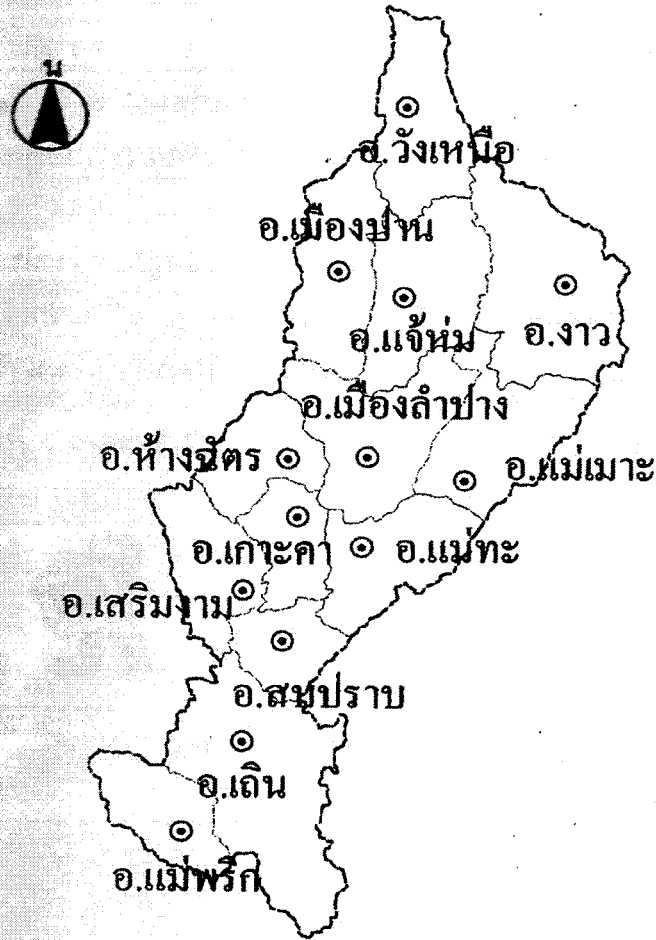 น
อ.วังเหนือ
อ.เมืองปาน
อ.แจ้ห่ม
อ.งาว
อ.เมืองลำปาง
อ.ห้างฉัตร
อ.แม่เมาะ
อ.เกาะคา
อ.แม่ทะ
อ.เสริมงาม
อ.สบปราบ
อ.เถิน
อ.แม่พริก